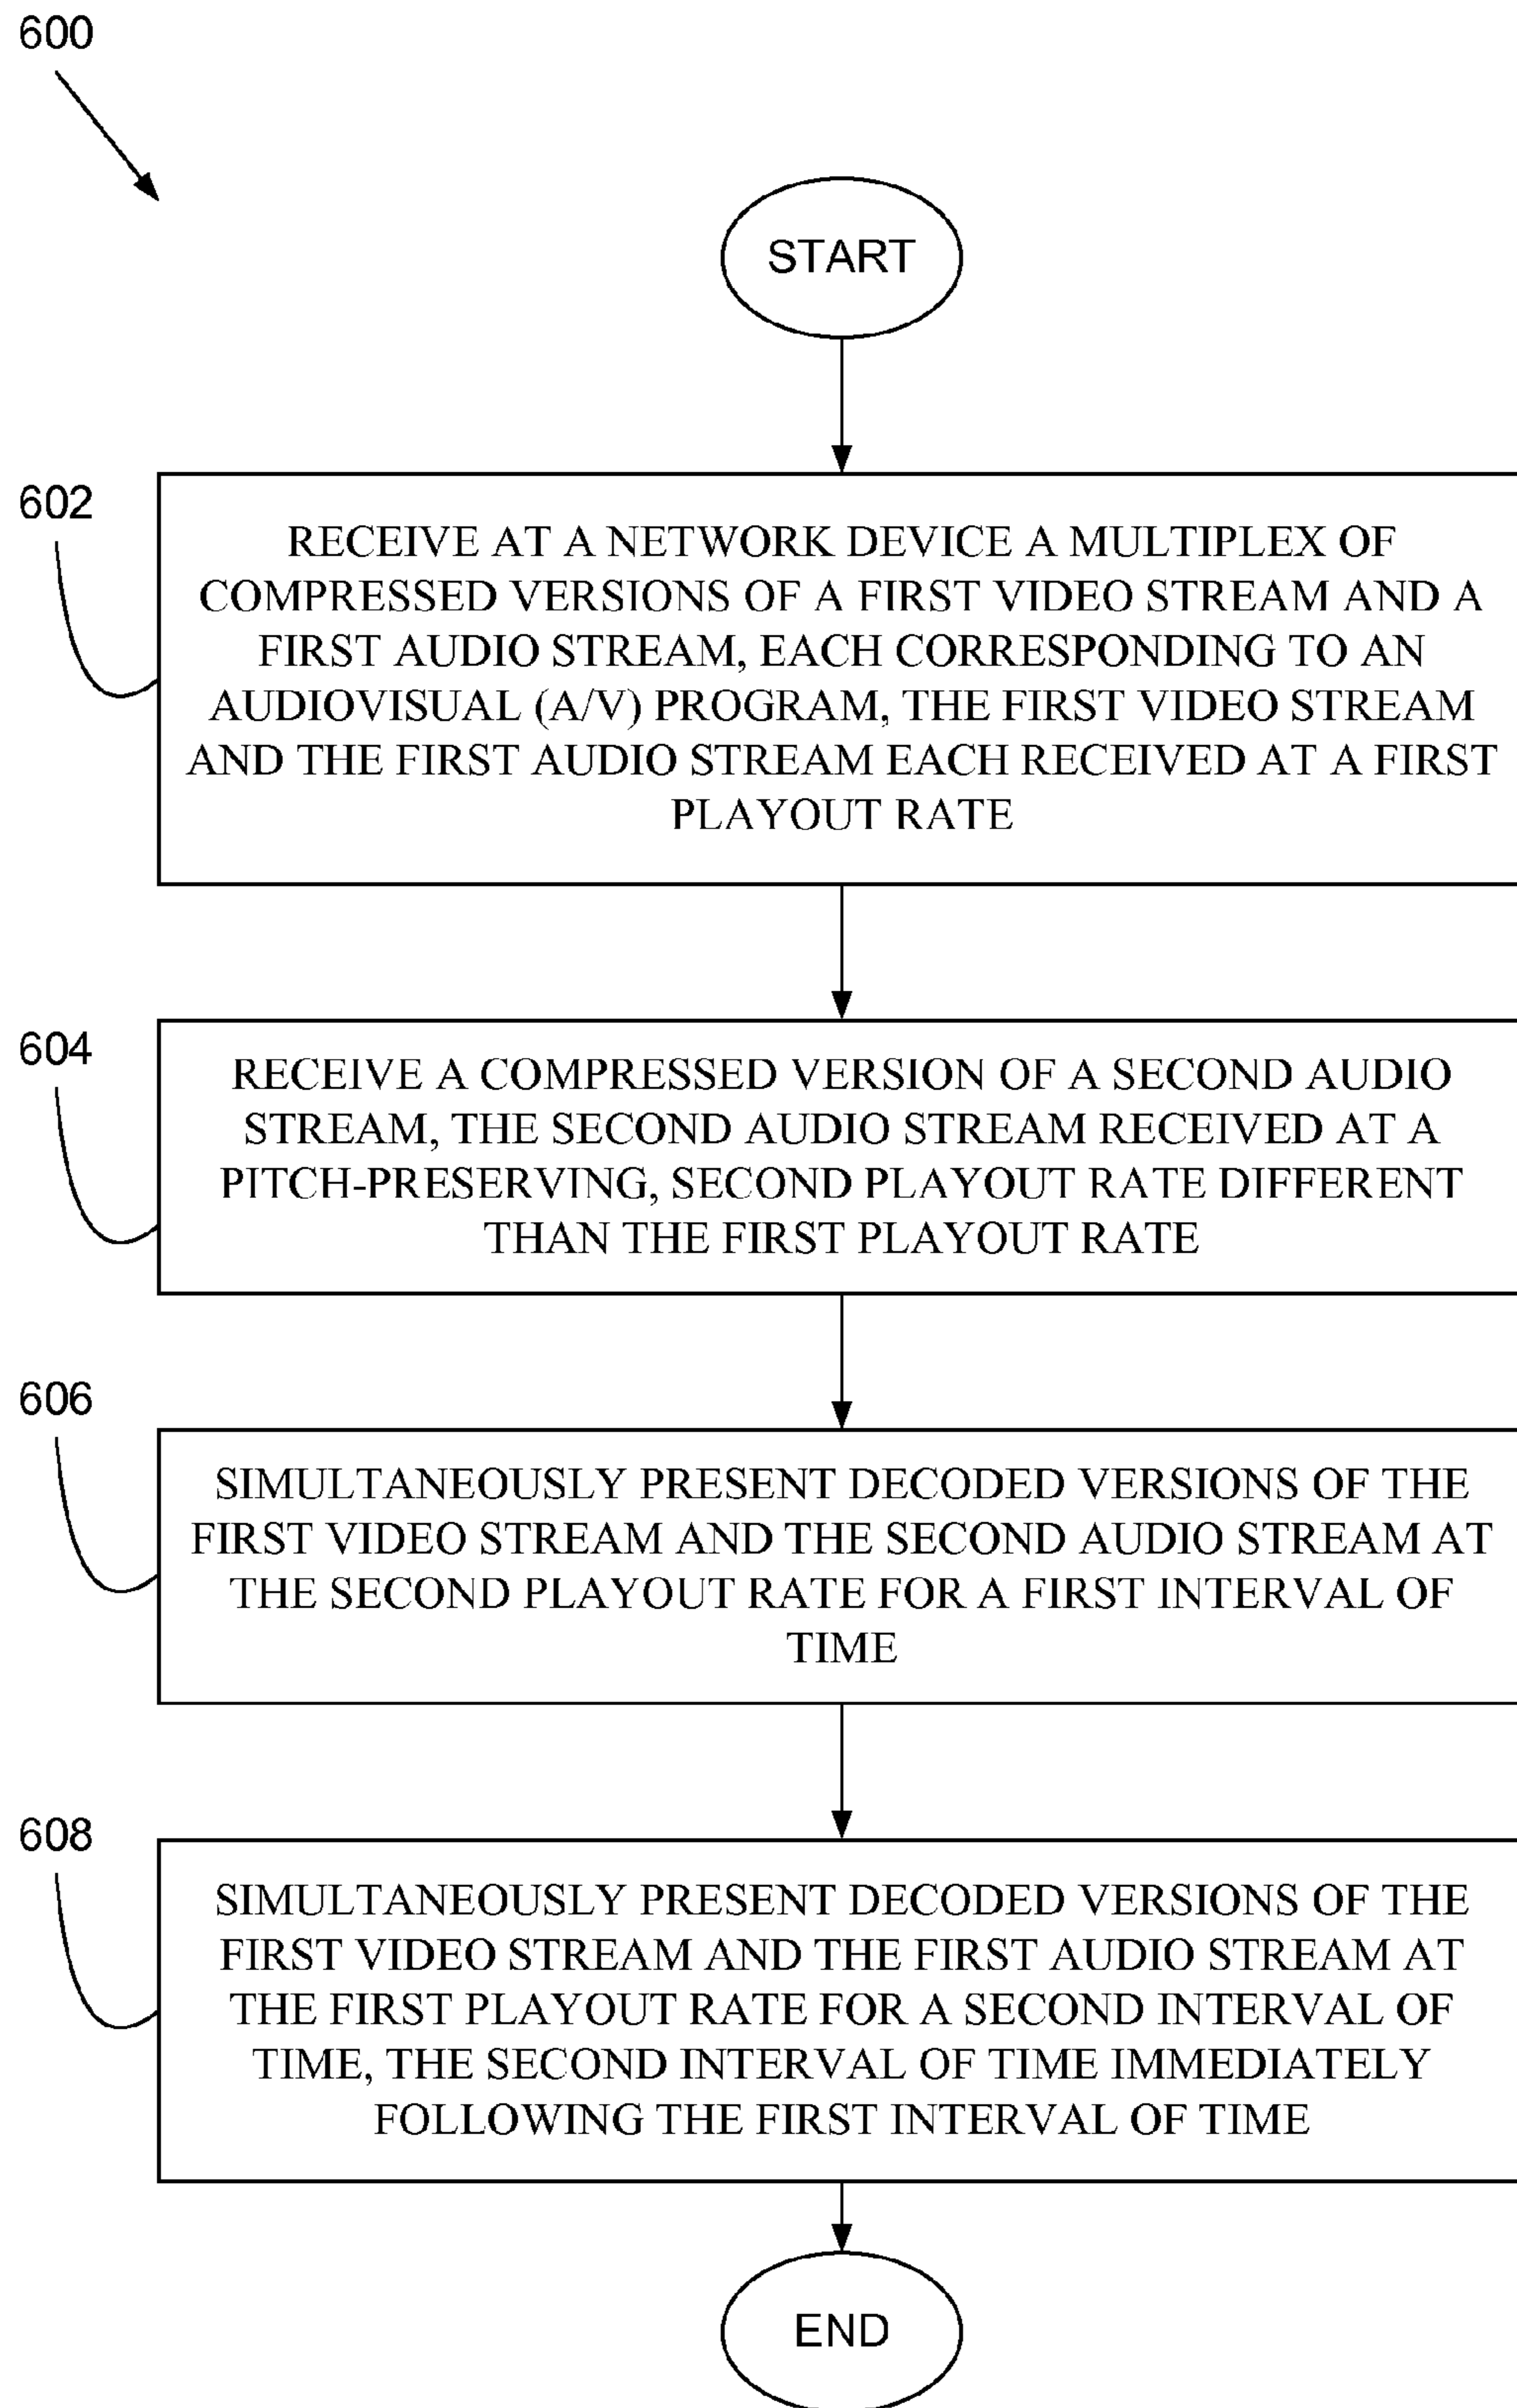 600
START
602
RECEIVE AT A NETWORK DEVICE A MULTIPLEX OF
COMPRESSED VERSIONS OF A FIRST VIDEO STREAM AND A
FIRST AUDIO STREAM, EACH CORRESPONDING TO AN
AUDIOVISUAL (A/V) PROGRAM, THE FIRST VIDEO STREAM
AND THE FIRST AUDIO STREAM EACH RECEIVED AT A FIRST
PLAYOUT RATE
604
RECEIVE A COMPRESSED VERSION OF A SECOND AUDIO
STREAM, THE SECOND AUDIO STREAM RECEIVED AT A
PITCH-PRESERVING, SECOND PLAYOUT RATE DIFFERENT
THAN THE FIRST PLAYOUT RATE
606
SIMULTANEOUSLY PRESENT DECODED VERSIONS OF THE
FIRST VIDEO STREAM AND THE SECOND AUDIO STREAM AT
THE SECOND PLAYOUT RATE FOR A FIRST INTERVAL OF
TIME
608
SIMULTANEOUSLY PRESENT DECODED VERSIONS OF THE
FIRST VIDEO STREAM AND THE FIRST AUDIO STREAM AT
THE FIRST PLAYOUT RATE FOR A SECOND INTERVAL OF
TIME, THE SECOND INTERVAL OF TIME IMMEDIATELY
FOLLOWING THE FIRST INTERVAL OF TIME
END